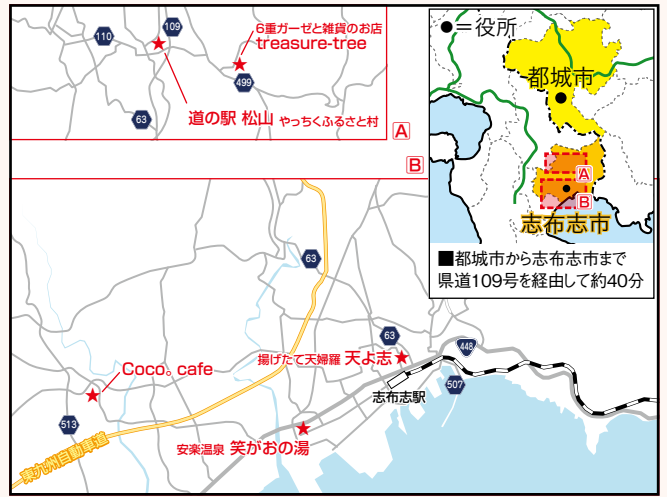 110
109
6重ガーゼと雑貨のお店
treasure-tree
499
63
道の駅 松山 やっちくふるさと村
A
B
●=役所
都城市
A
B
志布志市
■都城市から志布志市まで
県道109号を経由して約40分
63
63
448
揚げたて天婦羅 天よ志
Coco。cafe
志布志駅
507
513
安楽温泉 笑がおの湯
東九州自動車道